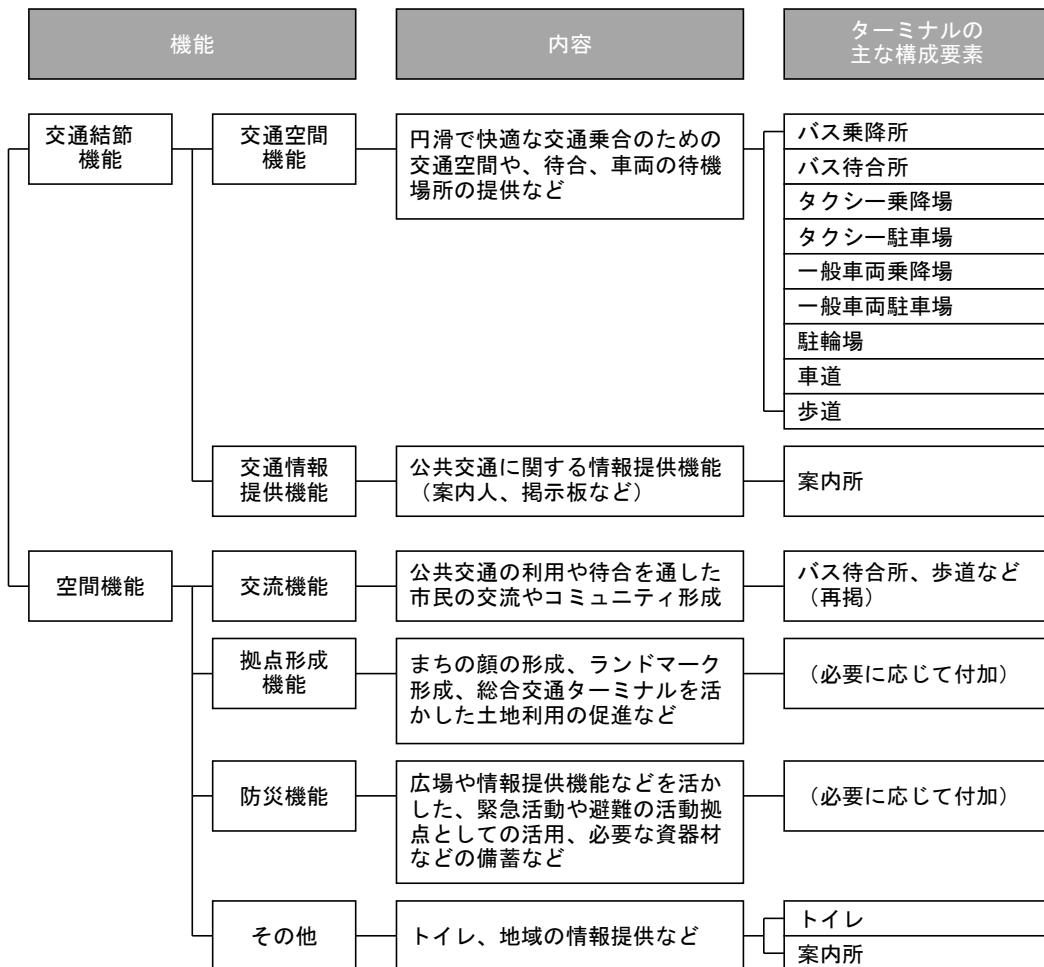 機能
内容
ターミナルの
主な構成要素
交通結節
機能
交通空間
機能
円滑で快適な交通乗合のための
交通空間や、待合、車両の待機
場所の提供など
バス乗降所
バス待合所
タクシー乗降場
タクシー駐車場
一般車両乗降場
一般車両駐車場
駐輪場
車道
歩道
交通情報
提供機能
公共交通に関する情報提供機能
（案内人、掲示板など）
案内所
空間機能
交流機能
公共交通の利用や待合を通した
市民の交流やコミュニティ形成
バス待合所、歩道など
（再掲）
拠点形成
機能
まちの顔の形成、ランドマーク
形成、総合交通ターミナルを活
かした土地利用の促進など
（必要に応じて付加）
防災機能
広場や情報提供機能などを活か
した、緊急活動や避難の活動拠
点としての活用、必要な資器材
などの備蓄など
（必要に応じて付加）
その他
トイレ、地域の情報提供など
トイレ
案内所